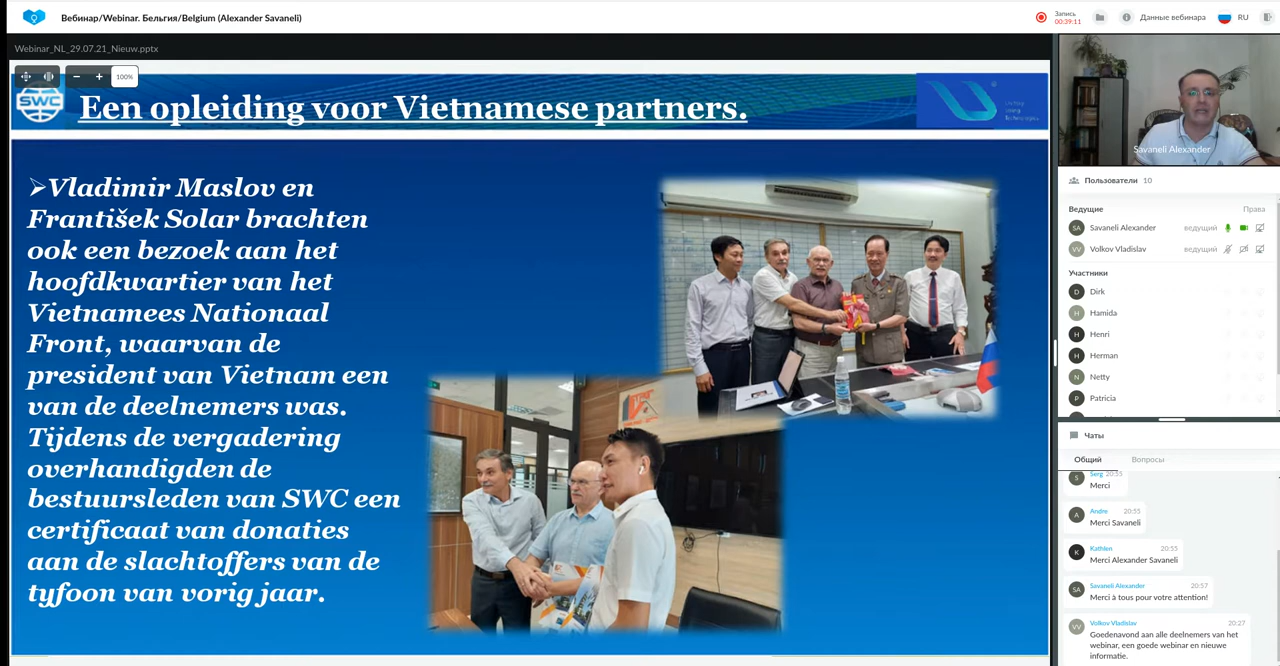 Вебинар/Webinar. Бельгия/Belgium (Alexander Savaneli)
Запись
00:39:11
Данные вебинара
RU
Webinar_NL_29.07.21_Nieuw.pptx
100%
SWC
Een opleiding voor Vietnamese partners.
➢Vladimir Maslov en
František Solar brachten
ook een bezoek aan het
hoofdkwartier van het
Vietnamees Nationaal
Front, waarvan de
president van Vietnam een
van de deelnemers was.
Tijdens de vergadering
overhandigden de
bestuursleden van SWC een
certificaat van donaties
aan de slachtoffers van de
tyfoon van vorig jaar.
Savaneli Alexander
Пользователи 10
Ведущие Права
SA Savaneli Alexander ведущий
VV Volkov Vladislav ведущий
Участники
D Dirk
H Hamida
H Henri
H Herman
N Netty
P Patricia
Чаты
Общий Вопросы
S Serg 20:55
Merci
A Andre 20:55
Merci Savaneli
K Kathlen 20:55
Merci Alexander Savaneli
SA Savaneli Alexander 20:57
Merci à tous pour votre attention!
VV Volkov Vladislav 20:27
Goedenavond aan alle deelnemers van het
webinar, een goede webinar en nieuwe
informatie.